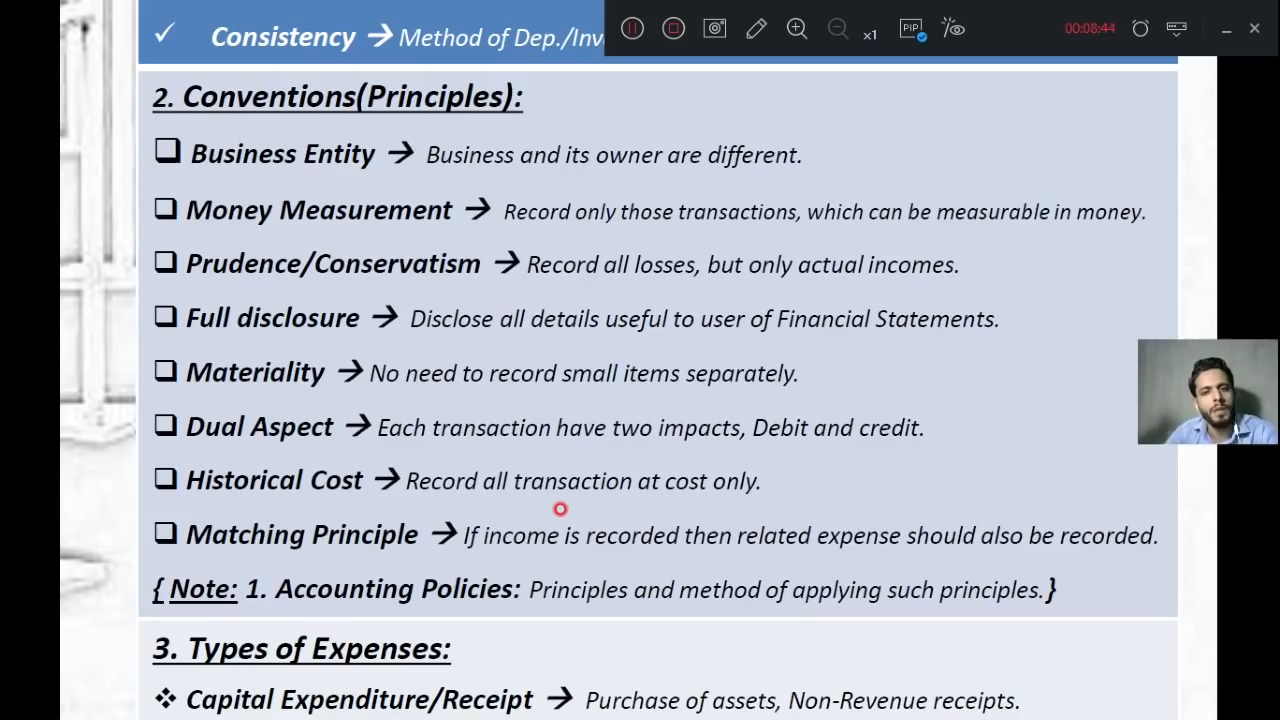 ✓ Consistency → Method of Dep./Inv
x1
PIP
00:08:44
2. Conventions(Principles):
❑ Business Entity → Business and its owner are different.
❑ Money Measurement → Record only those transactions, which can be measurable in money.
❑ Prudence/Conservatism → Record all losses, but only actual incomes.
❑ Full disclosure → Disclose all details useful to user of Financial Statements.
❑ Materiality → No need to record small items separately.
❑ Dual Aspect → Each transaction have two impacts, Debit and credit.
❑ Historical Cost → Record all transaction at cost only.
❑ Matching Principle → If income is recorded then related expense should also be recorded.
{ Note: 1. Accounting Policies: Principles and method of applying such principles.}
3. Types of Expenses:
❖ Capital Expenditure/Receipt → Purchase of assets, Non-Revenue receipts.